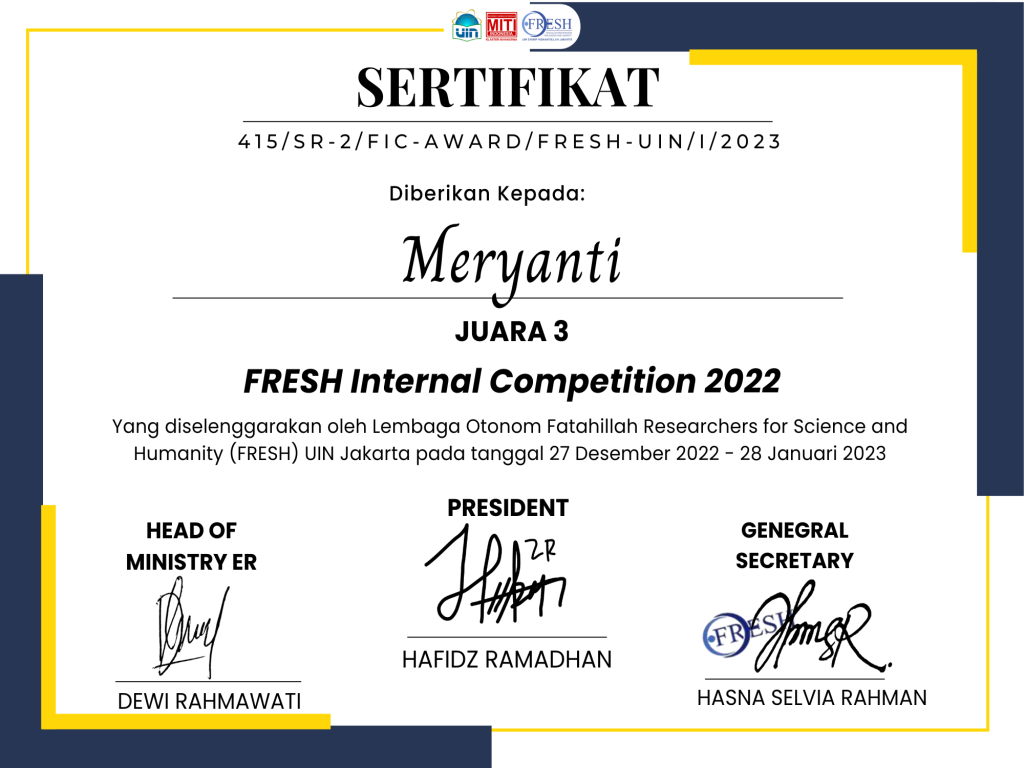 uin
MITI
INDONESIA
FRESH
SERTIFIKAT
415/SR-2/FIC-AWARD/FRESH-UIN/I/2023
Diberikan Kepada:
Meryanti
JUARA 3
FRESH Internal Competition 2022
Yang diselenggarakan oleh Lembaga Otonom Fatahillah Researchers for Science and
Humanity (FRESH) UIN Jakarta pada tanggal 27 Desember 2022 - 28 Januari 2023
HEAD OF
MINISTRY ER
DEWI RAHMAWATI
PRESIDENT
ZR
HAFIDZ RAMADHAN
GENEGRAL
SECRETARY
FRESH
HASNA SELVIA RAHMAN